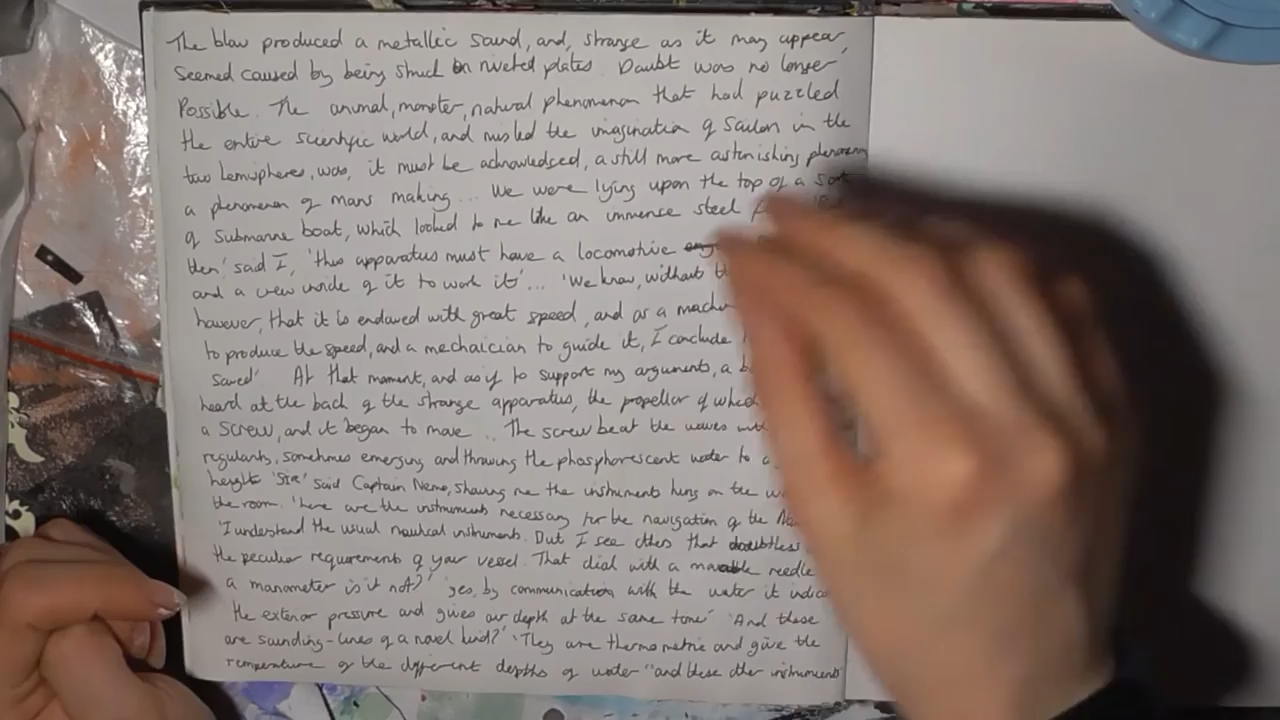 The blow produced a metallic sound, and, strange as it may appear,
seemed caused by being struck on riveted plates. Doubt was no longer
Possible. The animal, monster, natural phenomenon that had puzzled
the entire scientific world, and misled the imagination of Sailors in the
two hemispheres, was, it must be acknowledged, a still more astonishing
a phenomenon of mans making... We were lying upon the top of a sort
of submarine boat, which looked to me like an immense steel
then' said I, 'this apparatus must have a locomotive
and a crew inside of it to work it'... 'We know, without
however, that it is endowed with great speed, and as a
to produce the speed, and a mechaician to guide it, I conclude
saved' At that moment, and as if to support my arguments, a
heard at the back of the strange apparatus, the propellor of which
a screw, and it began to move .. The screw beat the waves
regularity, sometimes emerging and throwing the phosphorescent water to a
height 'Sir' said Captain Nemo, showing me the instruments hung on the
the room. 'here are the instruments necessary for the navigation of the
'I understand the usual nautical instruments. But I see others that doubtless
the peculiar requirements of your vessel. That dial with a needle
a manometer is it not?' 'yes, by communication with the water it
the exterior pressure and gives our depth at the same time' 'And these
are sounding-lines of a novel kind?' 'They are thermometric and give the
temperature of the different depths of water "and these other instruments